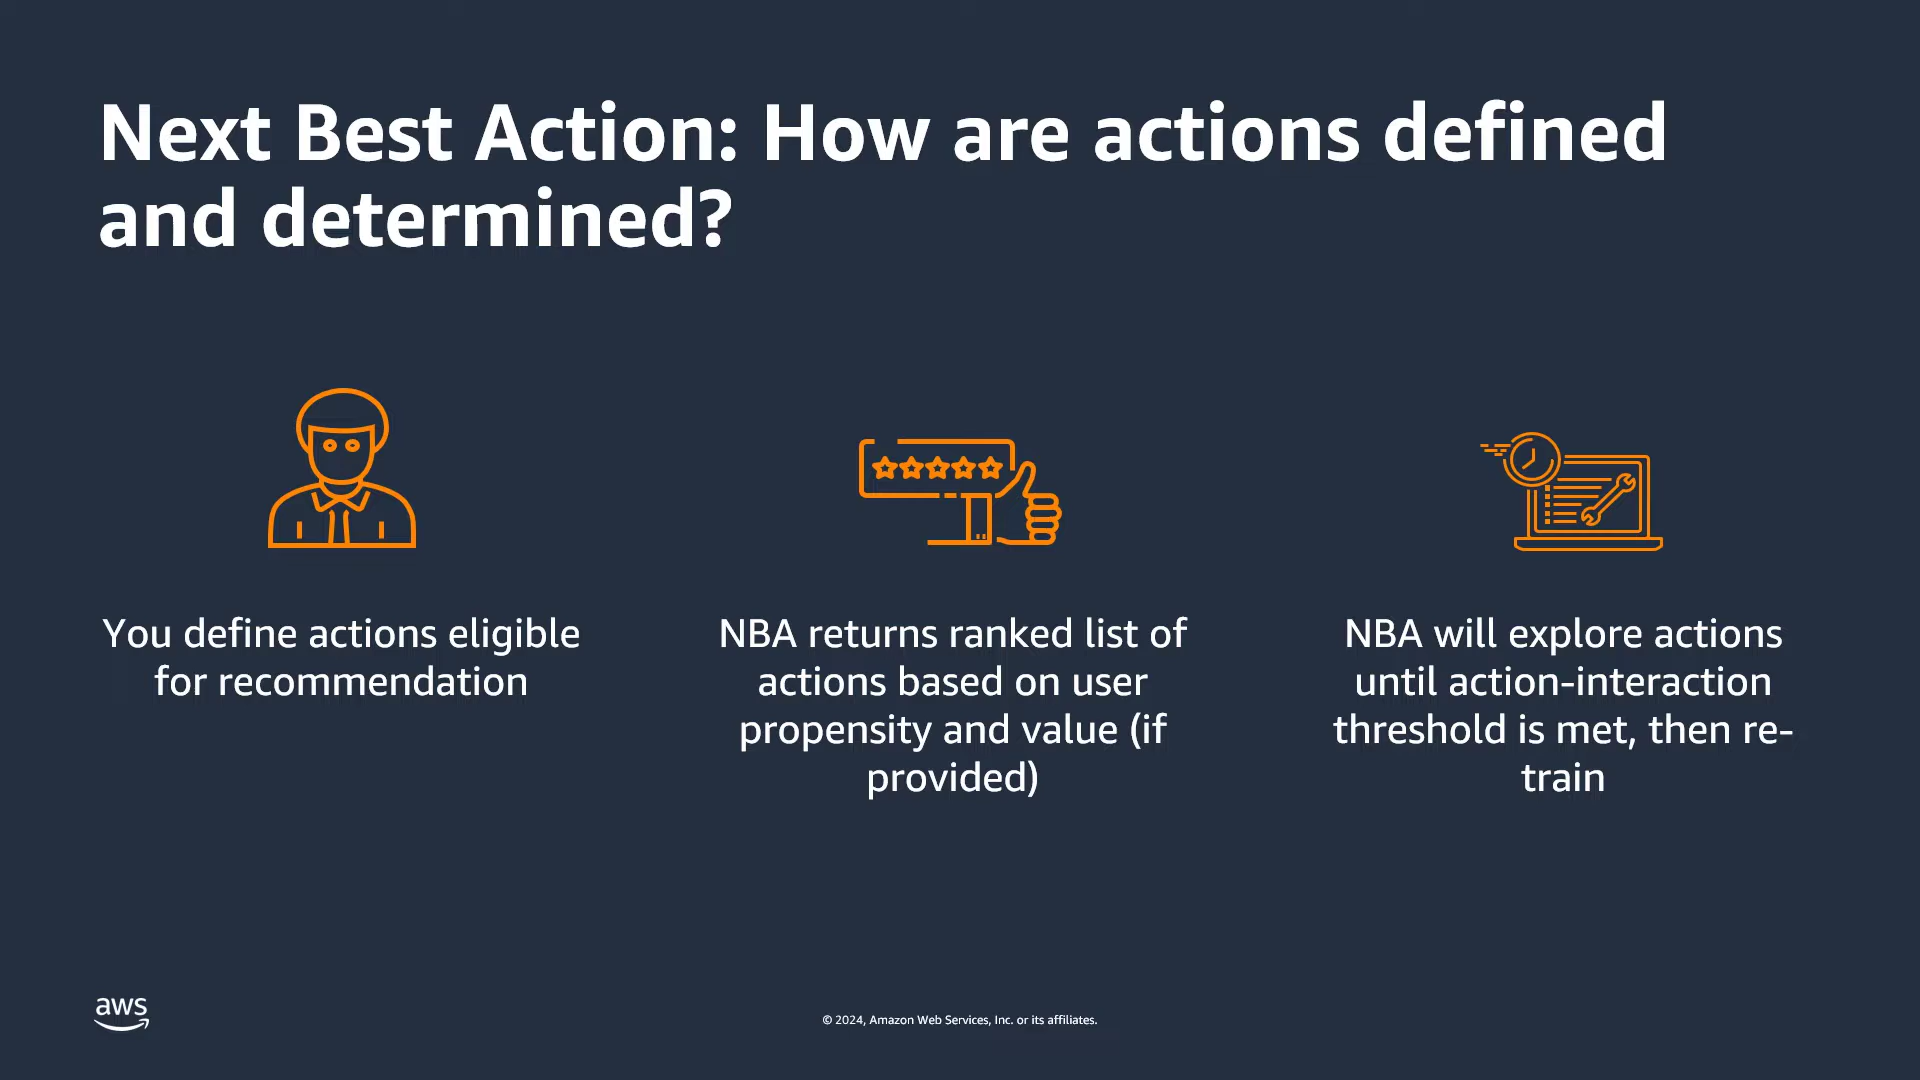 Next Best Action: How are actions defined
and determined?
You define actions eligible
for recommendation
NBA returns ranked list of
actions based on user
propensity and value (if
provided)
NBA will explore actions
until action-interaction
threshold is met, then re-
train
aws
© 2024, Amazon Web Services, Inc. or its affiliates.